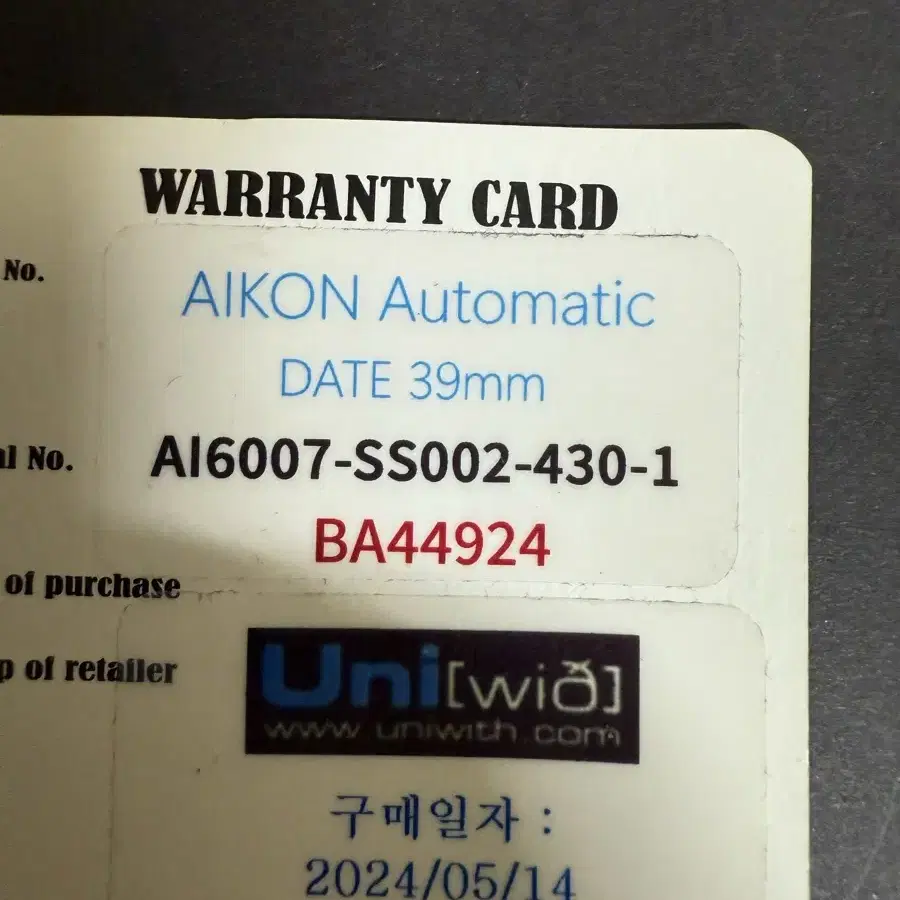 WARRANTY CARD
No.
AIKON Automatic
DATE 39mm
l No.
AI6007-SS002-430-1
BA44924
of purchase
p of retailer
Uni[wið]
www.uniwith.com
구매일자 :
2024/05/14